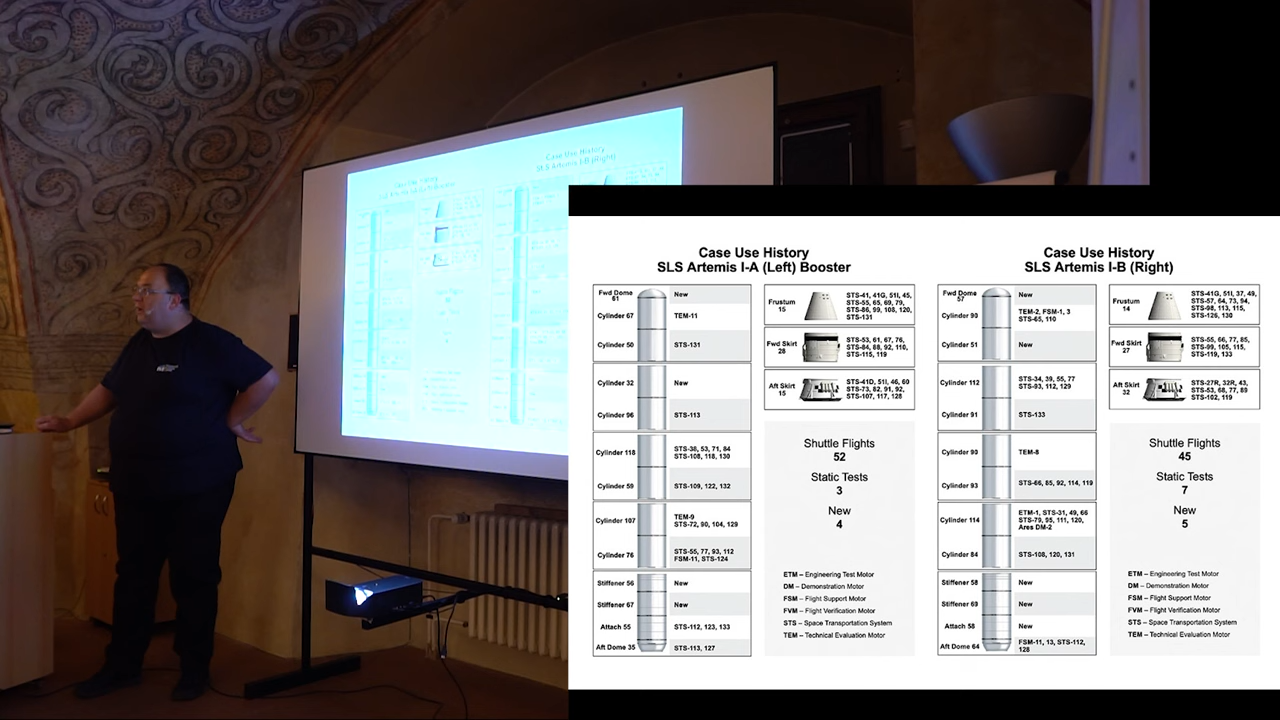 Case Use History
SLS Artemis I-B (Right)
Case Use History
SLS Artemis I-A (Left) Booster
Fwd Dome 61
New
Cylinder 67
TEM-11
Cylinder 50
STS-131
Cylinder 32
New
Cylinder 96
STS-113
Cylinder 118
STS-38, 53, 71, 84
STS-108, 118, 130
Cylinder 59
STS-109, 122, 132
Cylinder 107
TEM-9
STS-72, 90, 104, 129
Cylinder 76
STS-55, 77, 93, 112
FSM-11, STS-124
Stiffener 56
New
Stiffener 67
New
Attach 55
STS-112, 123, 133
Aft Dome 35
STS-113, 127
Frustum
15
STS-41, 41G, 51I, 45,
STS-55, 65, 69, 79,
STS-86, 99, 108, 120,
STS-131
Fwd Skirt
28
STS-53, 61, 67, 76,
STS-84, 88, 92, 110,
STS-115, 119
Aft Skirt
15
STS-41D, 51I, 46, 60
STS-73, 82, 91, 92,
STS-107, 117, 128
Shuttle Flights
52
Static Tests
3
New
4
ETM – Engineering Test Motor
DM – Demonstration Motor
FSM – Flight Support Motor
FVM – Flight Verification Motor
STS – Space Transportation System
TEM – Technical Evaluation Motor
Case Use History
SLS Artemis I-B (Right)
Fwd Dome
57
New
Cylinder 90
TEM-2, FSM-1, 3
STS-65, 110
Cylinder 51
New
Cylinder 112
STS-34, 39, 55, 77
STS-93, 112, 129
Cylinder 91
STS-133
Cylinder 90
TEM-8
Cylinder 93
STS-66, 85, 92, 114, 119
Cylinder 114
ETM-1, STS-31, 49, 66
STS-79, 95, 111, 120,
Ares DM-2
Cylinder 84
STS-108, 120, 131
Stiffener 58
New
Stiffener 69
New
Attach 58
New
Aft Dome 64
FSM-11, 13, STS-112,
128
Frustum
14
STS-41G, 51I, 37, 49,
STS-57, 64, 73, 94,
STS-98, 113, 115,
STS-126, 130
Fwd Skirt
27
STS-55, 66, 77, 85,
STS-99, 105, 115,
STS-119, 133
Aft Skirt
32
STS-27R, 32R, 43,
STS-53, 68, 77, 89
STS-102, 119
Shuttle Flights
45
Static Tests
7
New
5
ETM – Engineering Test Motor
DM – Demonstration Motor
FSM – Flight Support Motor
FVM – Flight Verification Motor
STS – Space Transportation System
TEM – Technical Evaluation Motor